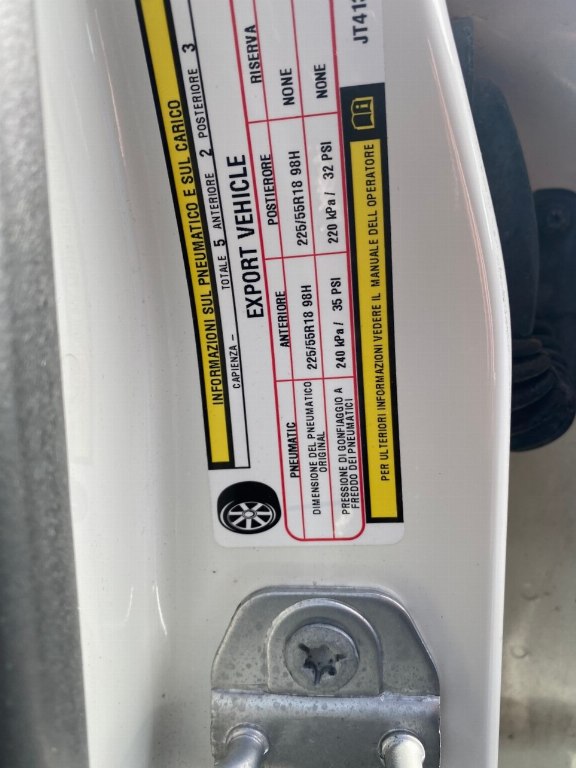 INFORMAZIONI SUL PNEUMATICO E SUL CARICO
CAPIENZA – TOTALE 5 ANTERIORE 2 POSTERIORE 3
EXPORT VEHICLE
PNEUMATIC ANTERIORE POSTIERORE RISERVA
DIMENSIONE DEL PNEUMATICO ORIGINAL 225/55R18 98H 225/55R18 98H NONE
PRESSIONE DI GONFIAGGIO A FREDDO DEI PNEUMATICI 240 kPa / 35 PSI 220 kPa / 32 PSI NONE
PER ULTERIORI INFORMAZIONI VEDERE IL MANUALE DELL OPERATORE